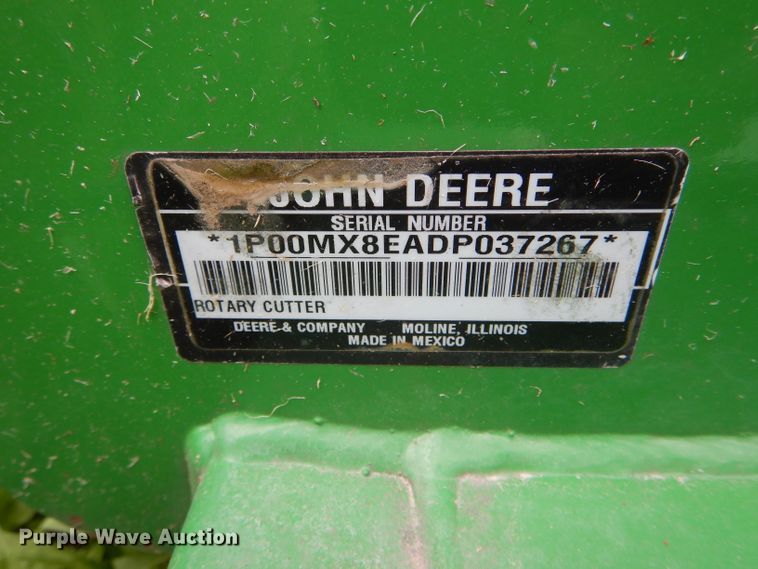 JOHN DEERE
SERIAL NUMBER
*1P00MX8EADP037267*
ROTARY CUTTER
DEERE & COMPANY MOLINE, ILLINOIS
MADE IN MEXICO
Purple Wave Auction®